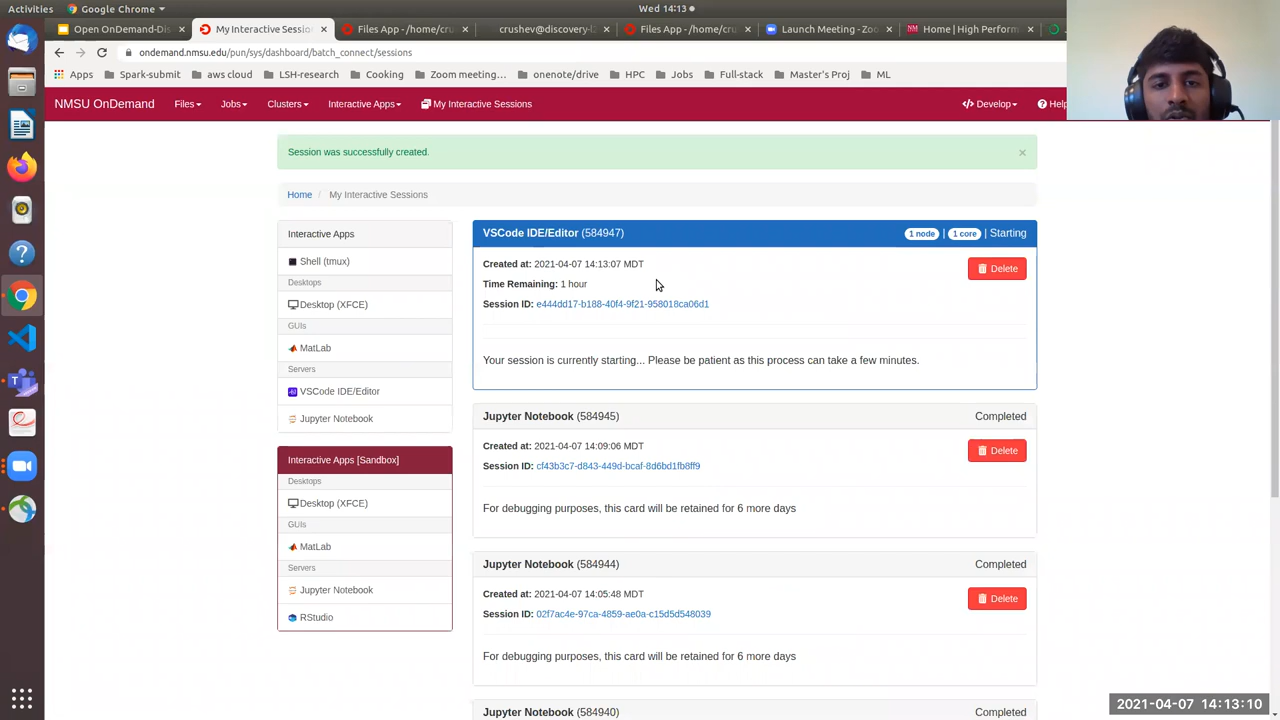 Activities
Google Chrome
Wed 14:13
Open OnDemand-Disc
My Interactive Sessio
Files App - /home/cru
crushev@discovery-l
Files App - /home/cr
Launch Meeting - Zoo
Home | High Perform
ondemand.nmsu.edu/pun/sys/dashboard/batch_connect/sessions
Apps
Spark-submit
aws cloud
LSH-research
Cooking
Zoom meeting…
onenote/drive
HPC
Jobs
Full-stack
Master's Proj
ML
NMSU OnDemand
Files
Jobs
Clusters
Interactive Apps
My Interactive Sessions
Develop
Help
Session was successfully created.
×
Home / My Interactive Sessions
Interactive Apps
Shell (tmux)
Desktops
Desktop (XFCE)
GUIs
MatLab
Servers
VSCode IDE/Editor
Jupyter Notebook
Interactive Apps [Sandbox]
Desktops
Desktop (XFCE)
GUIs
MatLab
Servers
Jupyter Notebook
RStudio
VSCode IDE/Editor (584947)
1 node | 1 core | Starting
Created at: 2021-04-07 14:13:07 MDT
Delete
Time Remaining: 1 hour
Session ID: e444dd17-b188-40f4-9f21-958018ca06d1
Your session is currently starting... Please be patient as this process can take a few minutes.
Jupyter Notebook (584945)
Completed
Created at: 2021-04-07 14:09:06 MDT
Delete
Session ID: cf43b3c7-d843-449d-bcaf-8d6bd1fb8ff9
For debugging purposes, this card will be retained for 6 more days
Jupyter Notebook (584944)
Completed
Created at: 2021-04-07 14:05:48 MDT
Delete
Session ID: 02f7ac4e-97ca-4859-ae0a-c15d5d548039
For debugging purposes, this card will be retained for 6 more days
Jupyter Notebook (584940)
Completed
2021-04-07 14:13:10